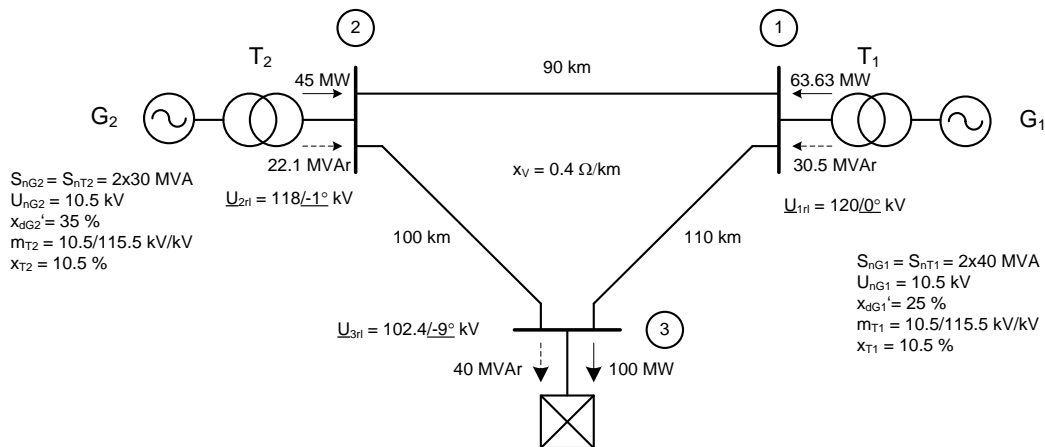 2
1
T2
T1
90 km
45 MW
63.63 MW
G2
G1
22.1 MVAr
30.5 MVAr
xV = 0.4 Ω/km
SnG2 = SnT2 = 2x30 MVA
UnG2 = 10.5 kV
xdG2‘= 35 %
mT2 = 10.5/115.5 kV/kV
xT2 = 10.5 %
U2rl = 118/-1° kV
U1rl = 120/0° kV
100 km
110 km
SnG1 = SnT1 = 2x40 MVA
UnG1 = 10.5 kV
xdG1‘ = 25 %
mT1 = 10.5/115.5 kV/kV
xT1 = 10.5 %
U3rl = 102.4/-9° kV
3
40 MVAr
100 MW